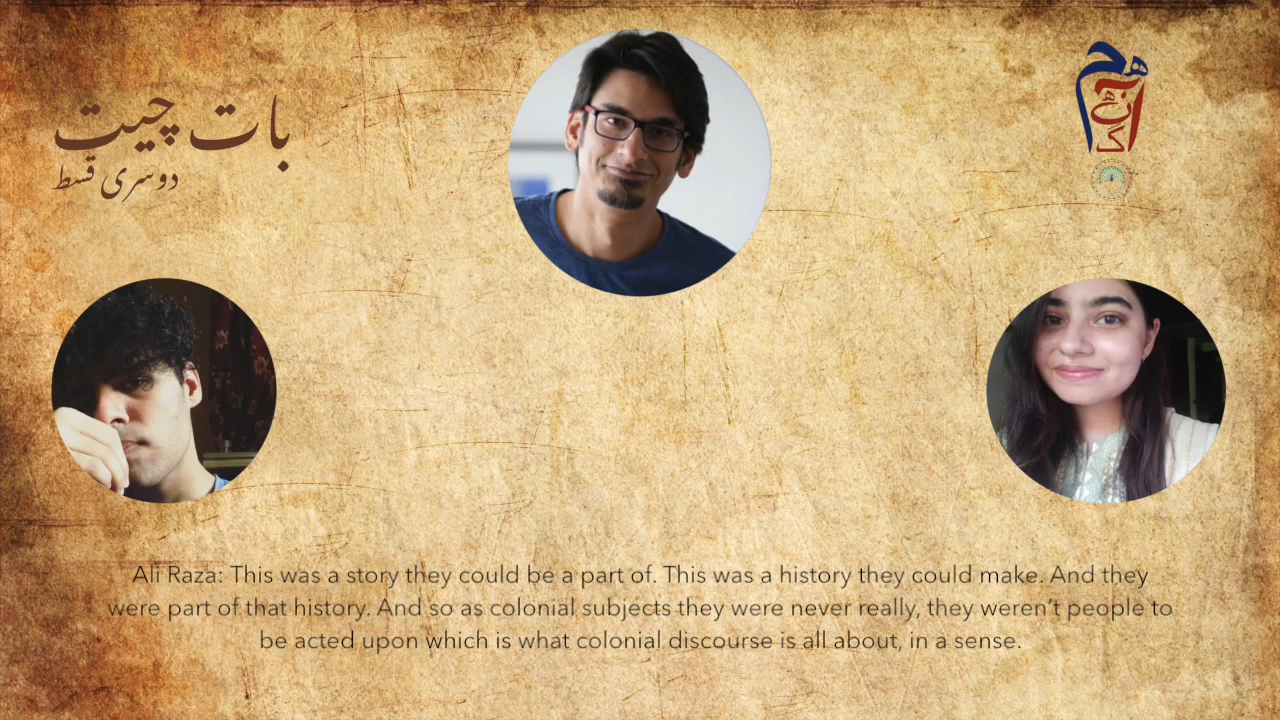 بات چیت
دوسری قسط
ہم آہنگ
Ali Raza: This was a story they could be a part of. This was a history they could make. And they
were part of that history. And so as colonial subjects they were never really, they weren’t people to
be acted upon which is what colonial discourse is all about, in a sense.